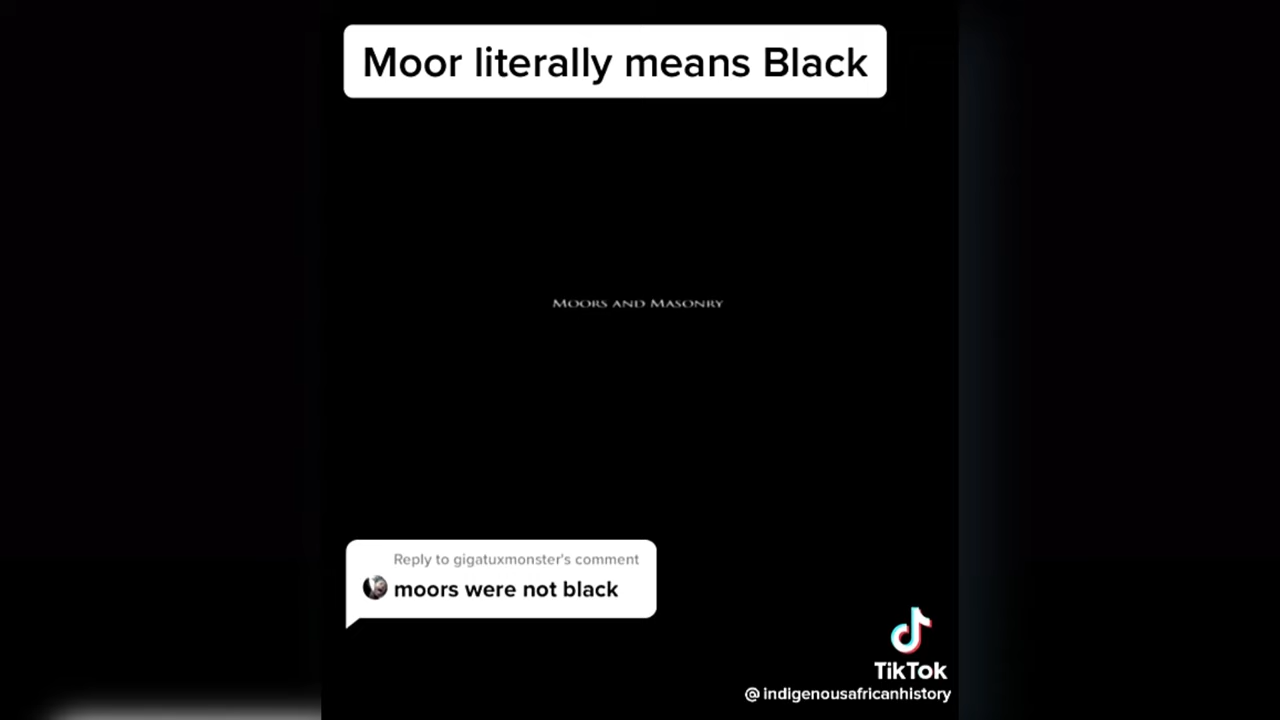 Moor literally means Black
Moors and Masonry
Reply to gigatuxmonster's comment
moors were not black
TikTok
@indigenousafricanhistory